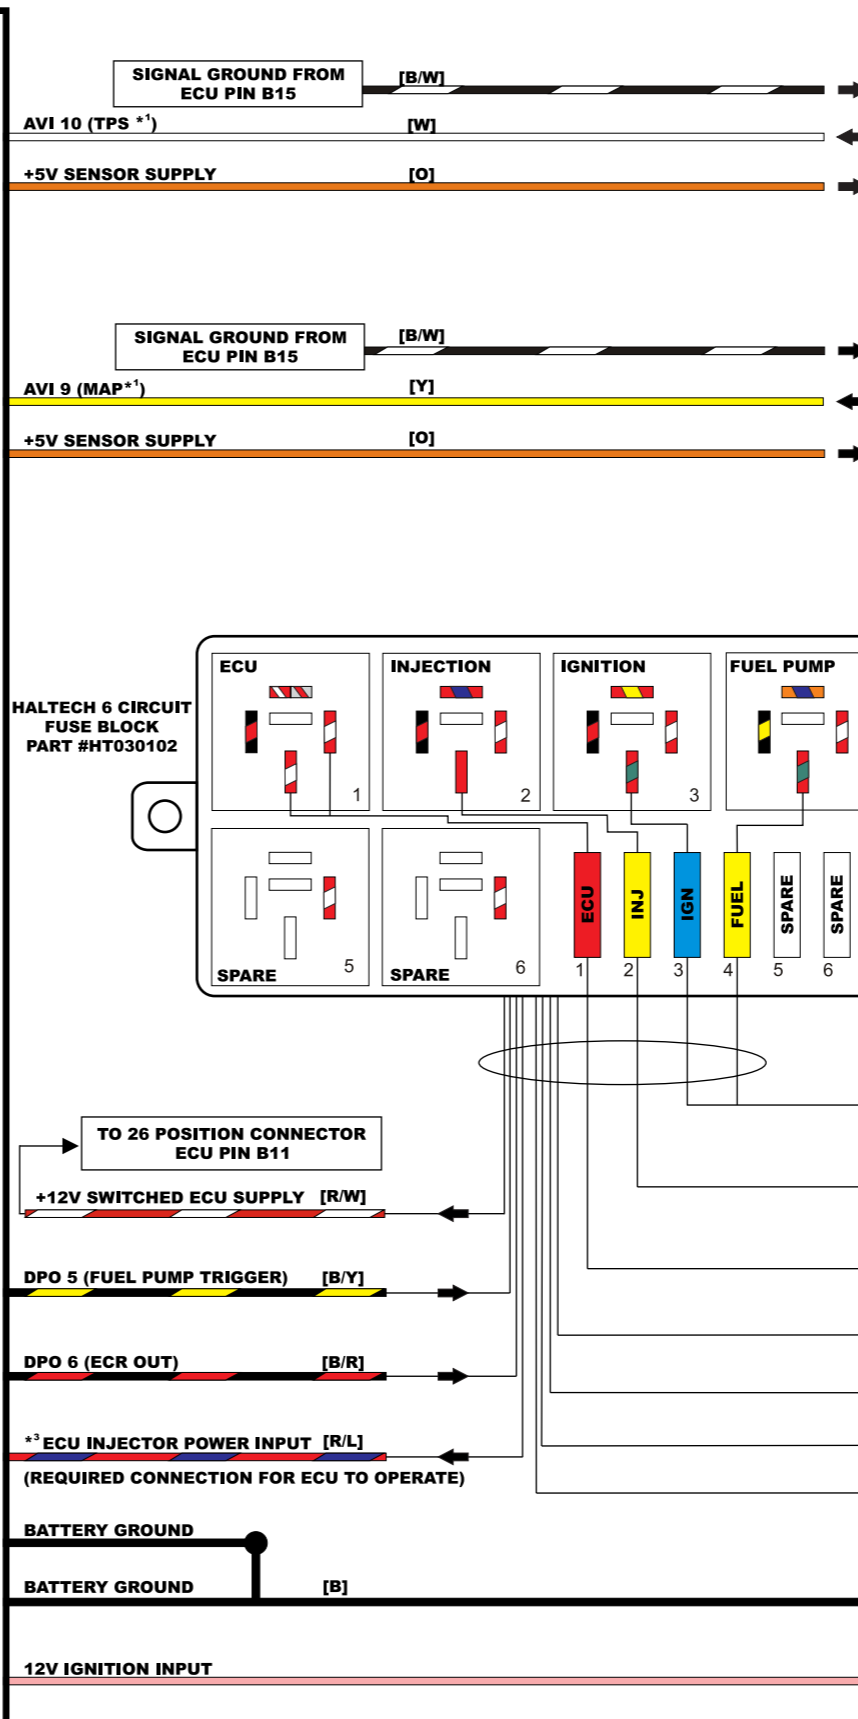 SIGNAL GROUND FROM
ECU PIN B15
[B/W]
AVI 10 (TPS *¹)
[W]
+5V SENSOR SUPPLY
[O]
SIGNAL GROUND FROM
ECU PIN B15
[B/W]
AVI 9 (MAP*¹)
[Y]
+5V SENSOR SUPPLY
[O]
HALTECH 6 CIRCUIT
FUSE BLOCK
PART #HT030102
ECU
1
INJECTION
2
IGNITION
3
FUEL PUMP
SPARE
5
SPARE
6
ECU
INJ
IGN
FUEL
SPARE
SPARE
1
2
3
4
5
6
TO 26 POSITION CONNECTOR
ECU PIN B11
+12V SWITCHED ECU SUPPLY [R/W]
DPO 5 (FUEL PUMP TRIGGER) [B/Y]
DPO 6 (ECR OUT) [B/R]
*³ ECU INJECTOR POWER INPUT [R/L]
(REQUIRED CONNECTION FOR ECU TO OPERATE)
BATTERY GROUND
BATTERY GROUND [B]
12V IGNITION INPUT